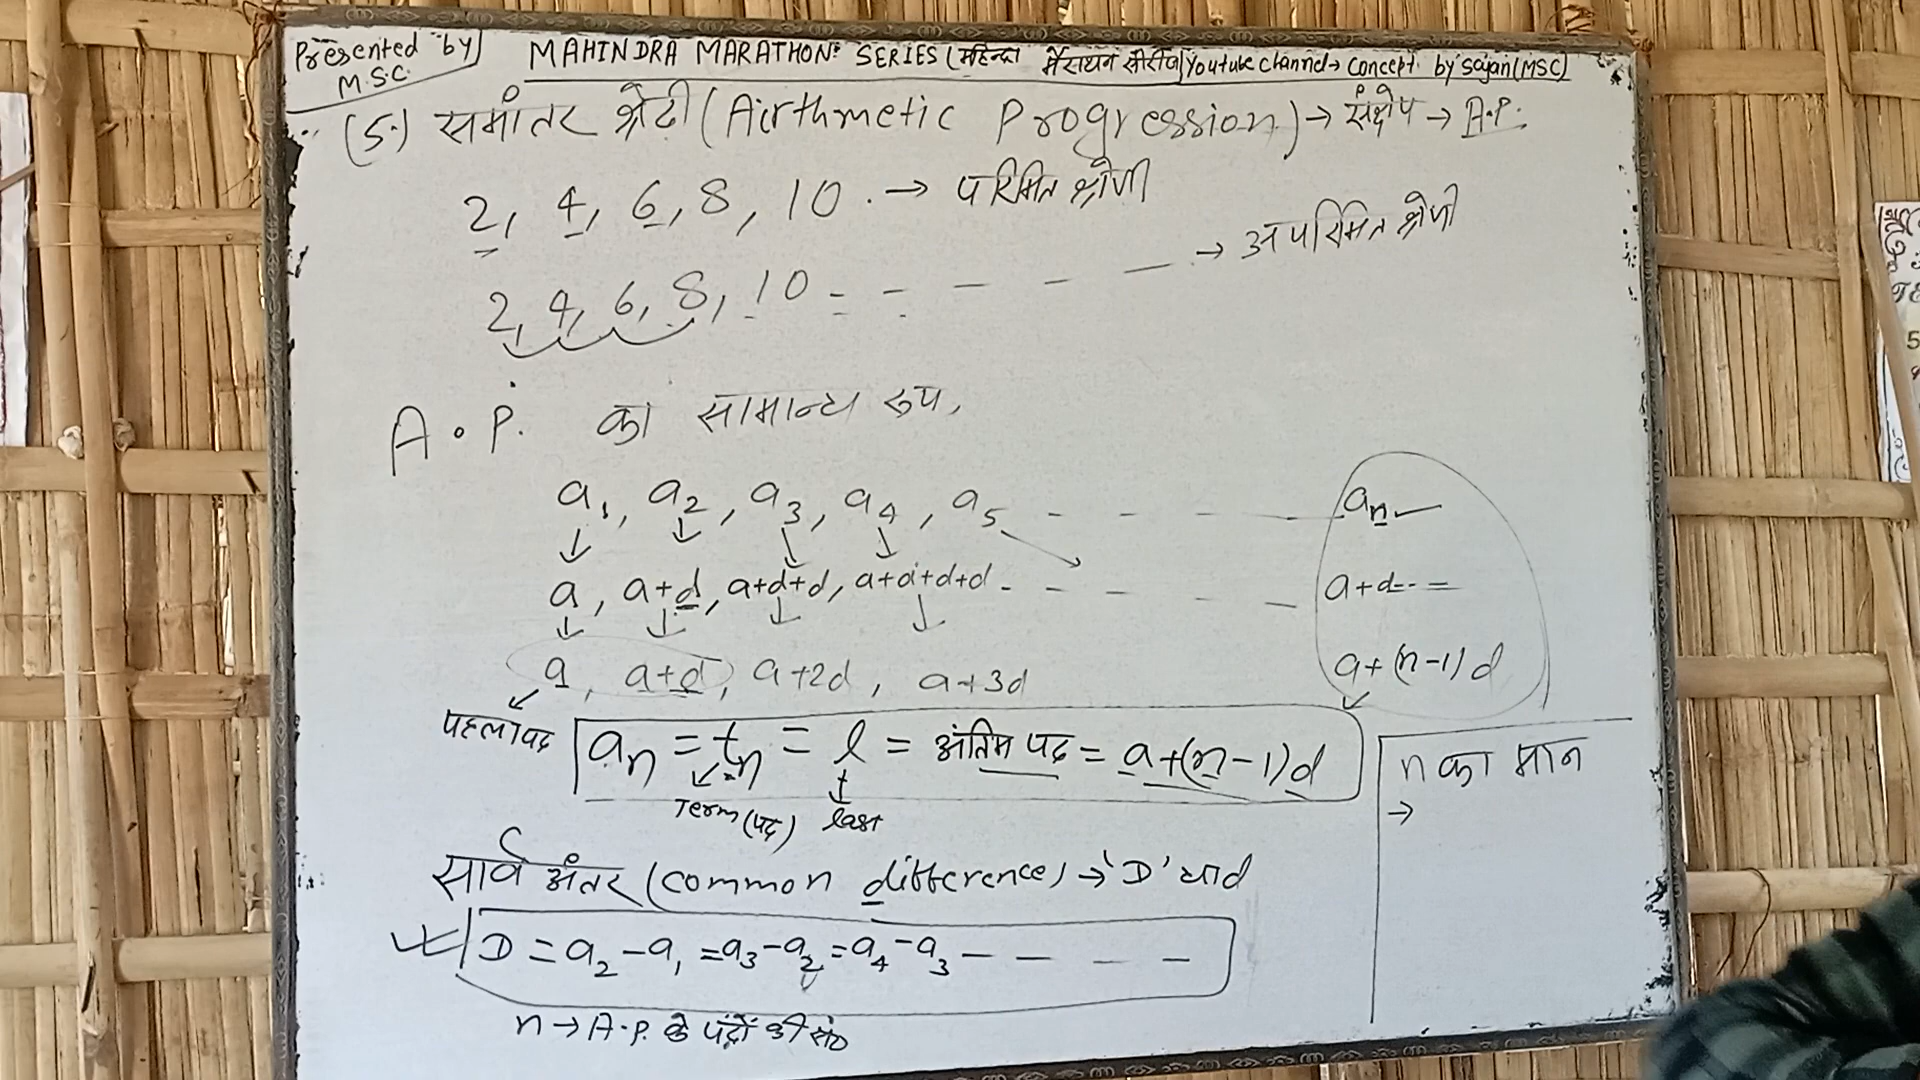 Presented by
M.S.C.
MAHINDRA MARATHON SERIES (महिन्द्रा मैराथन सीरीज) Youtube channel → concept by sajan (MSC)
(5.) समांतर श्रेढ़ी (Airthmetic Progression) → संक्षेप → A.P.
2, 4, 6, 8, 10. → परिमित श्रेणी
2, 4, 6, 8, 10 - - - - - → अपरिमित श्रेणी
A.P. का सामान्य रूप,
a₁, a₂, a₃, a₄, a₅ - - - - aₙ
a, a+d, a+d+d, a+d+d+d - - - - - a+d-- =
a, a+d, a+2d, a+3d a+(n-1)d
पहला पद
aₙ = tₙ = l = अंतिम पद = a+(n-1)d
Term (पद) last
n का मान
→
सार्व अंतर (common difference) → 'D' याd
D = a₂ - a₁ = a₃ - a₂ = a₄ - a₃ - - - -
n → A.P. के पदों की सं०